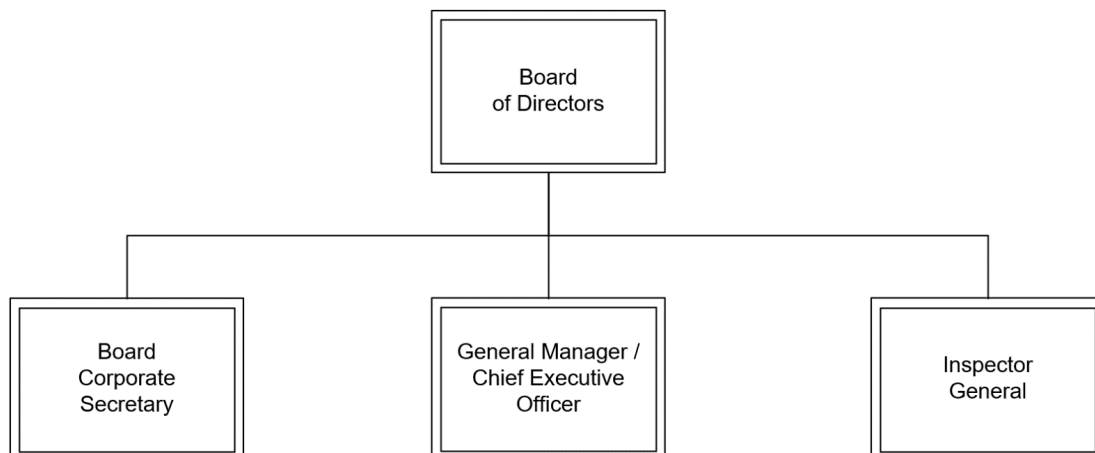 Board
of Directors
Board
Corporate
Secretary
General Manager /
Chief Executive
Officer
Inspector
General